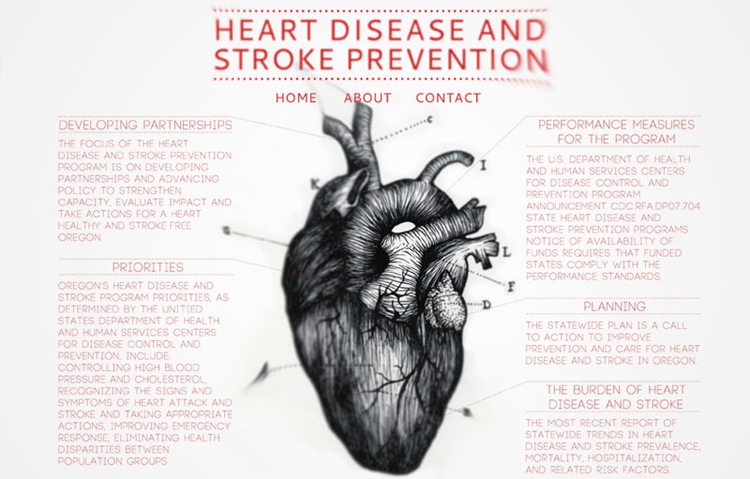 HEART DISEASE AND
STROKE PREVENTION
HOME ABOUT CONTACT
DEVELOPING PARTNERSHIPS
THE FOCUS OF THE HEART
DISEASE AND STROKE PREVENTION
PROGRAM IS ON DEVELOPING
PARTNERSHIPS AND ADVANCING
POLICY TO STRENGTHEN
CAPACITY, EVALUATE IMPACT AND
TAKE ACTIONS FOR A HEART
HEALTHY AND STROKE FREE
OREGON.
PRIORITIES
OREGON'S HEART DISEASE AND
STROKE PROGRAM PRIORITIES, AS
DETERMINED BY THE UNITIED
STATES DEPARTMENT OF HEALTH
AND HUMAN SERVICES CENTERS
FOR DISEASE CONTROL AND
PREVENTION, INCLUDE:
CONTROLLING HIGH BLOOD
PRESSURE AND CHOLESTEROL,
RECOGNIZING THE SIGNS AND
SYMPTOMS OF HEART ATTACK AND
STROKE AND TAKING APPROPRIATE
ACTIONS, IMPROVING EMERGENCY
RESPONSE, ELIMINATING HEALTH
DISPARITIES BETWEEN
POPULATION GROUPS
C
I
K
L
F
D
PERFORMANCE MEASURES
FOR THE PROGRAM
THE U.S. DEPARTMENT OF HEALTH
AND HUMAN SERVICES CENTERS
FOR DISEASE CONTROL AND
PREVENTION PROGRAM
ANNOUNCEMENT CDC.RFA.DP07.704
STATE HEART DISEASE AND
STROKE PREVENTION PROGRAMS
NOTICE OF AVAILABILITY OF
FUNDS REQUIRES THAT FUNDED
STATES COMPLY WITH THE
PERFORMANCE STANDARDS.
PLANNING
THE STATEWIDE PLAN IS A CALL
TO ACTION TO IMPROVE
PREVENTION AND CARE FOR HEART
DISEASE AND STROKE IN OREGON.
THE BURDEN OF HEART
DISEASE AND STROKE
THE MOST RECENT REPORT OF
STATEWIDE TRENDS IN HEART
DISEASE AND STROKE PREVALENCE,
MORTALITY, HOSPITALIZATION,
AND RELATED RISK FACTORS.